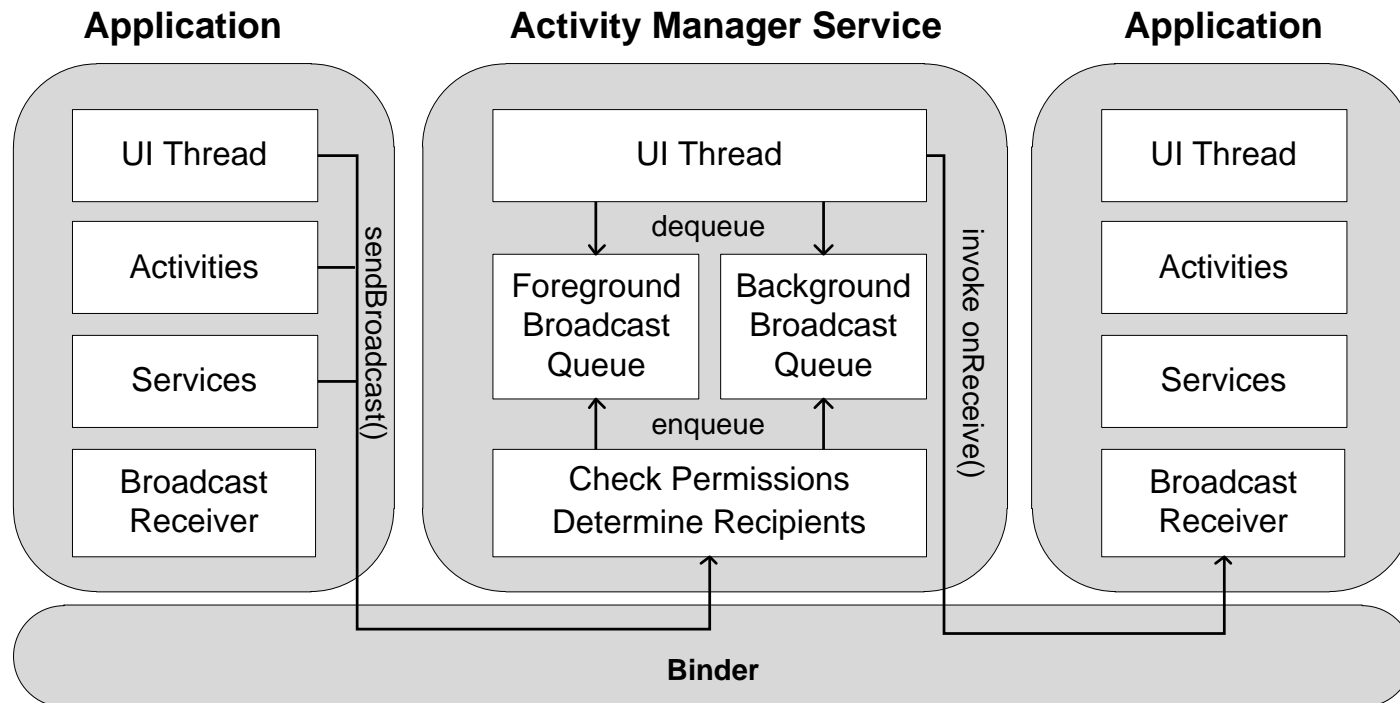 Application
Activity Manager Service
Application
UI Thread
Activities
Services
Broadcast
Receiver
sendBroadcast()
UI Thread
dequeue
Foreground
Broadcast
Queue
Background
Broadcast
Queue
enqueue
Check Permissions
Determine Recipients
invoke onReceive()
UI Thread
Activities
Services
Broadcast
Receiver
Binder